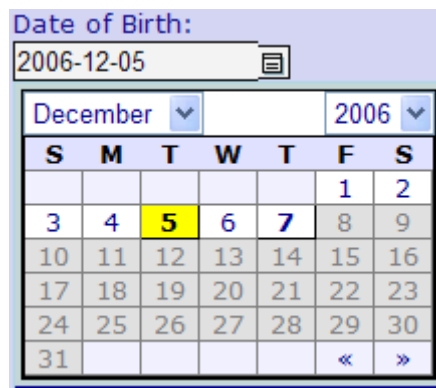 Date of Birth:
2006-12-05
December 2006
S M T W T F S
1 2
3 4 5 6 7 8 9
10 11 12 13 14 15 16
17 18 19 20 21 22 23
24 25 26 27 28 29 30
31 « »